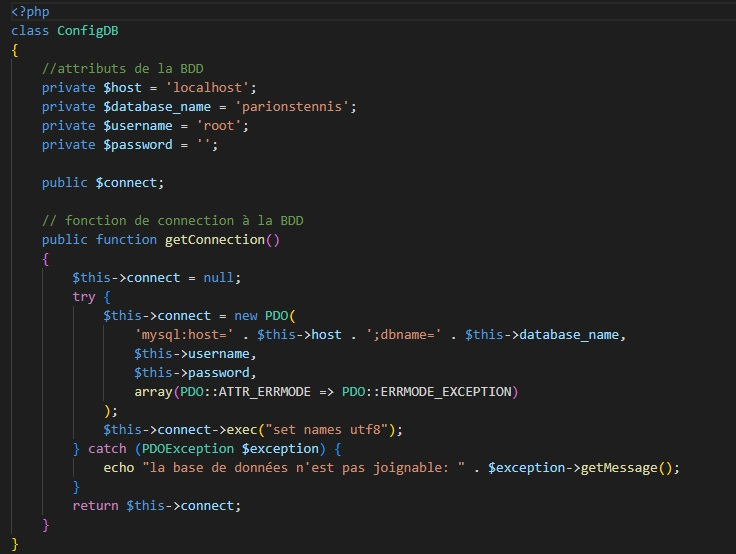 <?php
class ConfigDB
{
    //attributs de la BDD
    private $host = 'localhost';
    private $database_name = 'parionstennis';
    private $username = 'root';
    private $password = '';

    public $connect;

    // fonction de connection à la BDD
    public function getConnection()
    {
        $this->connect = null;
        try {
            $this->connect = new PDO(
                'mysql:host=' . $this->host . ';dbname=' . $this->database_name,
                $this->username,
                $this->password,
                array(PDO::ATTR_ERRMODE => PDO::ERRMODE_EXCEPTION)
            );
            $this->connect->exec("set names utf8");
        } catch (PDOException $exception) {
            echo "la base de données n'est pas joignable: " . $exception->getMessage();
        }
        return $this->connect;
    }
}